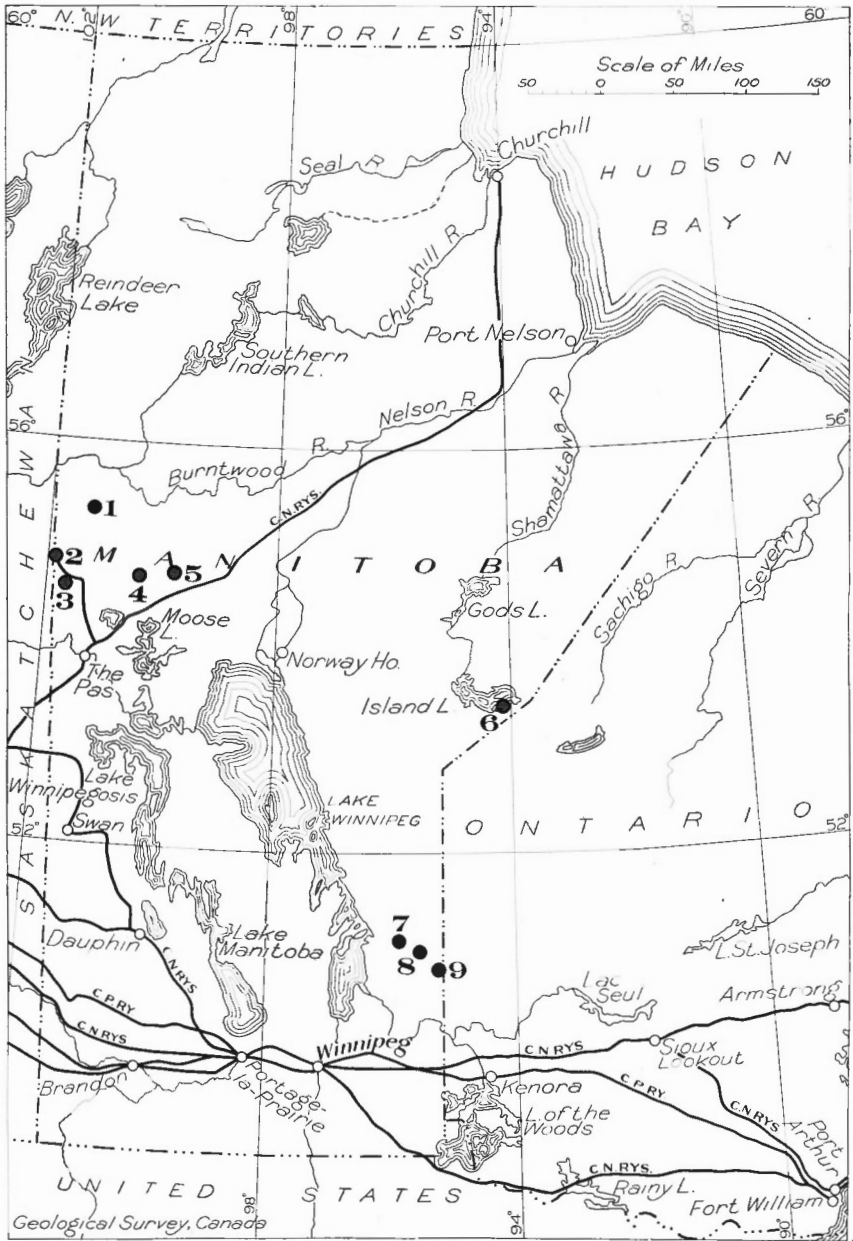 60° N. W. TERRITORIES 60°
102 98 94 90
Scale of Miles
50 0 50 100 150
Churchill
Seal R.
HUDSON
BAY
Churchill R.
Reindeer
Lake
Southern
Indian L.
Port Nelson
Nelson R.
56° 56°
Burntwood R.
C.N.RYS.
Shamattawa R.
Severn R.
Sachigo R.
SASKATCHEWAN
MANITOBA
1
2
3
4
5
Moose
L.
Gods L.
The
Pas
Norway Ho.
Island L.
6
Lake
Winnipegosis
LAKE
WINNIPEG
ONTARIO
52° 52°
Swan
7
8
9
Dauphin
C.N.RYS
Lake
Manitoba
L. St. Joseph
Lac
Seul
Armstrong
C.P.RY
C.N.RYS
Winnipeg
C.N.RYS
Sioux
Lookout
Brandon
Portage-
la-Prairie
Kenora
C.P.RY
L. of the
Woods
C.N.RYS
Port
Arthur
C.N.RYS.
Rainy L.
Fort William
UNITED STATES
98° 94° 90°
Geological Survey, Canada